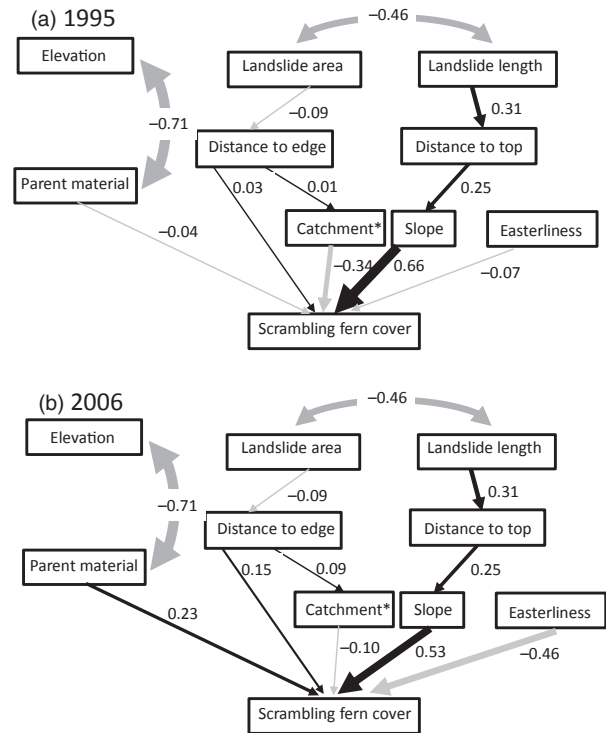 (a) 1995
−0.46
Elevation
Landslide area
Landslide length
−0.71
−0.09
0.31
Distance to edge
Distance to top
Parent material
0.03
0.01
0.25
−0.04
Catchment*
Slope
Easterliness
−0.34
0.66
−0.07
Scrambling fern cover
(b) 2006
−0.46
Elevation
Landslide area
Landslide length
−0.71
−0.09
0.31
Distance to edge
Distance to top
Parent material
0.15
0.09
0.25
0.23
Catchment*
Slope
Easterliness
−0.10
0.53
−0.46
Scrambling fern cover